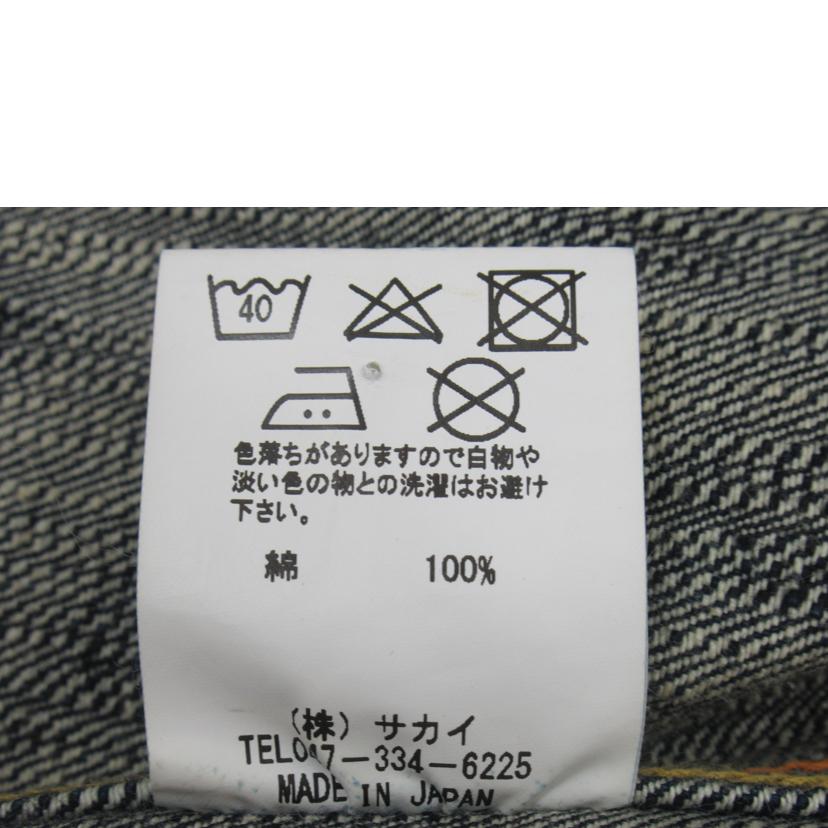 40
色落ちがありますので白物や
淡い色の物との洗濯はお避け
下さい。
綿 100%
(株) サカイ
TEL047-334-6225
MADE IN JAPAN